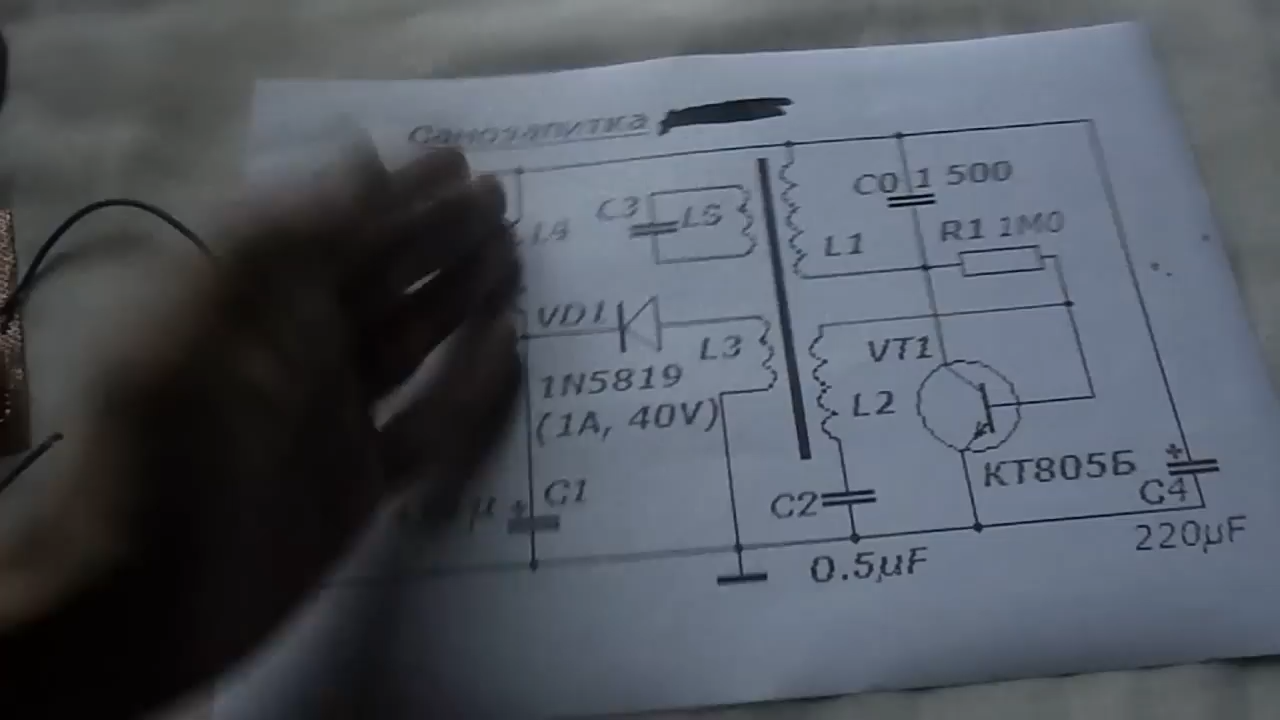 Самозапитка
C0,1 500
C3
L5
L4
L1
R1 1M0
VD1
L3
VT1
1N5819
(1A, 40V)
L2
КТ805Б
C1
C2
+
C4
0.5µF
220µF